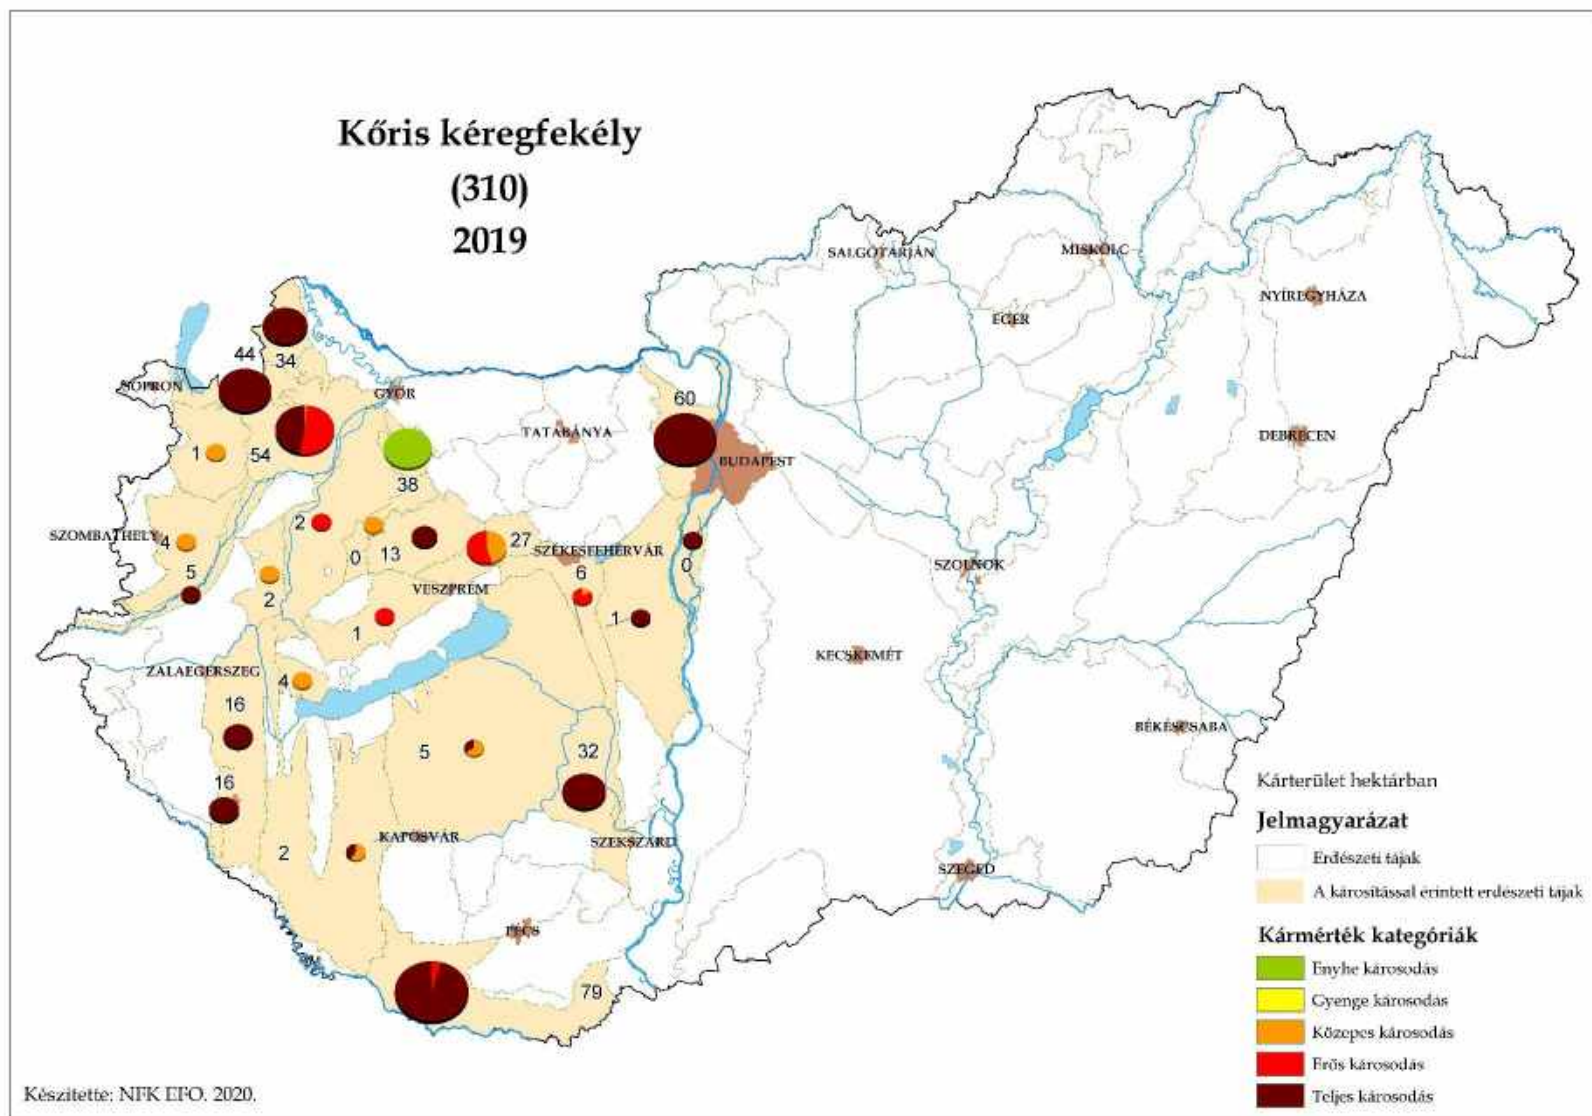 Kőris kéregfekély
(310)
2019
SALGÓTARJÁN
MISKOLC
NYÍREGYHÁZA
EGER
44
34
SOPRON
GYŐR
60
TATABÁNYA
DEBRECEN
1
54
BUDAPEST
38
2
SZOMBATHELY
4
0
13
27
SZÉKESFEHÉRVÁR
0
SZOLNOK
5
6
2
VESZPRÉM
1
1
KECSKEMÉT
ZALAEGERSZEG
4
16
BÉKÉSCSABA
5
32
16
Kárterület hektárban
Jelmagyarázat
KAPOSVÁR
SZEKSZÁRD
2
Erdészeti tájak
SZEGED
A károsítással érintett erdészeti tájak
PÉCS
Kármérték kategóriák
Enyhe károsodás
79
Gyenge károsodás
Közepes károsodás
Erős károsodás
Készítette: NFK EFO. 2020.
Teljes károsodás